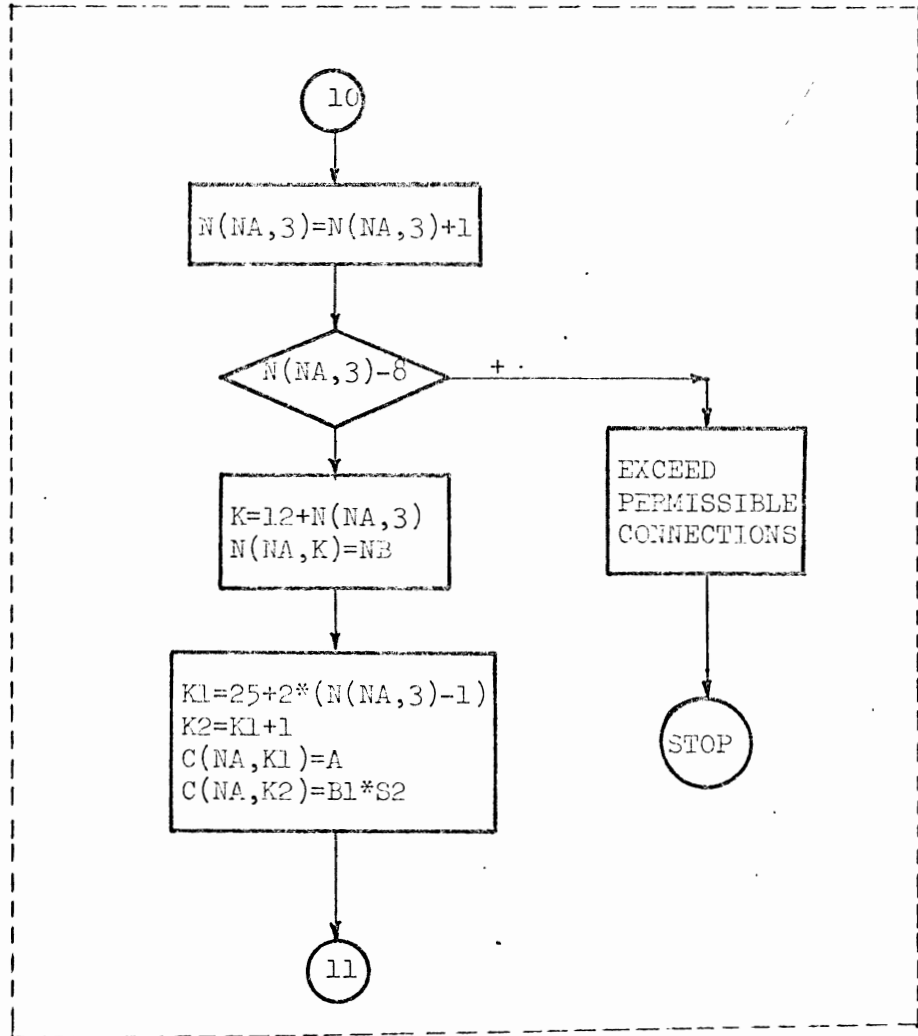 10
N(NA,3)=N(NA,3)+1
N(NA,3)-8
+
K=12+N(NA,3)
N(NA,K)=NB
EXCEED
PERMISSIBLE
CONNECTIONS
K1=25+2*(N(NA,3)-1)
K2=K1+1
C(NA,K1)=A
C(NA,K2)=B1*S2
STOP
11